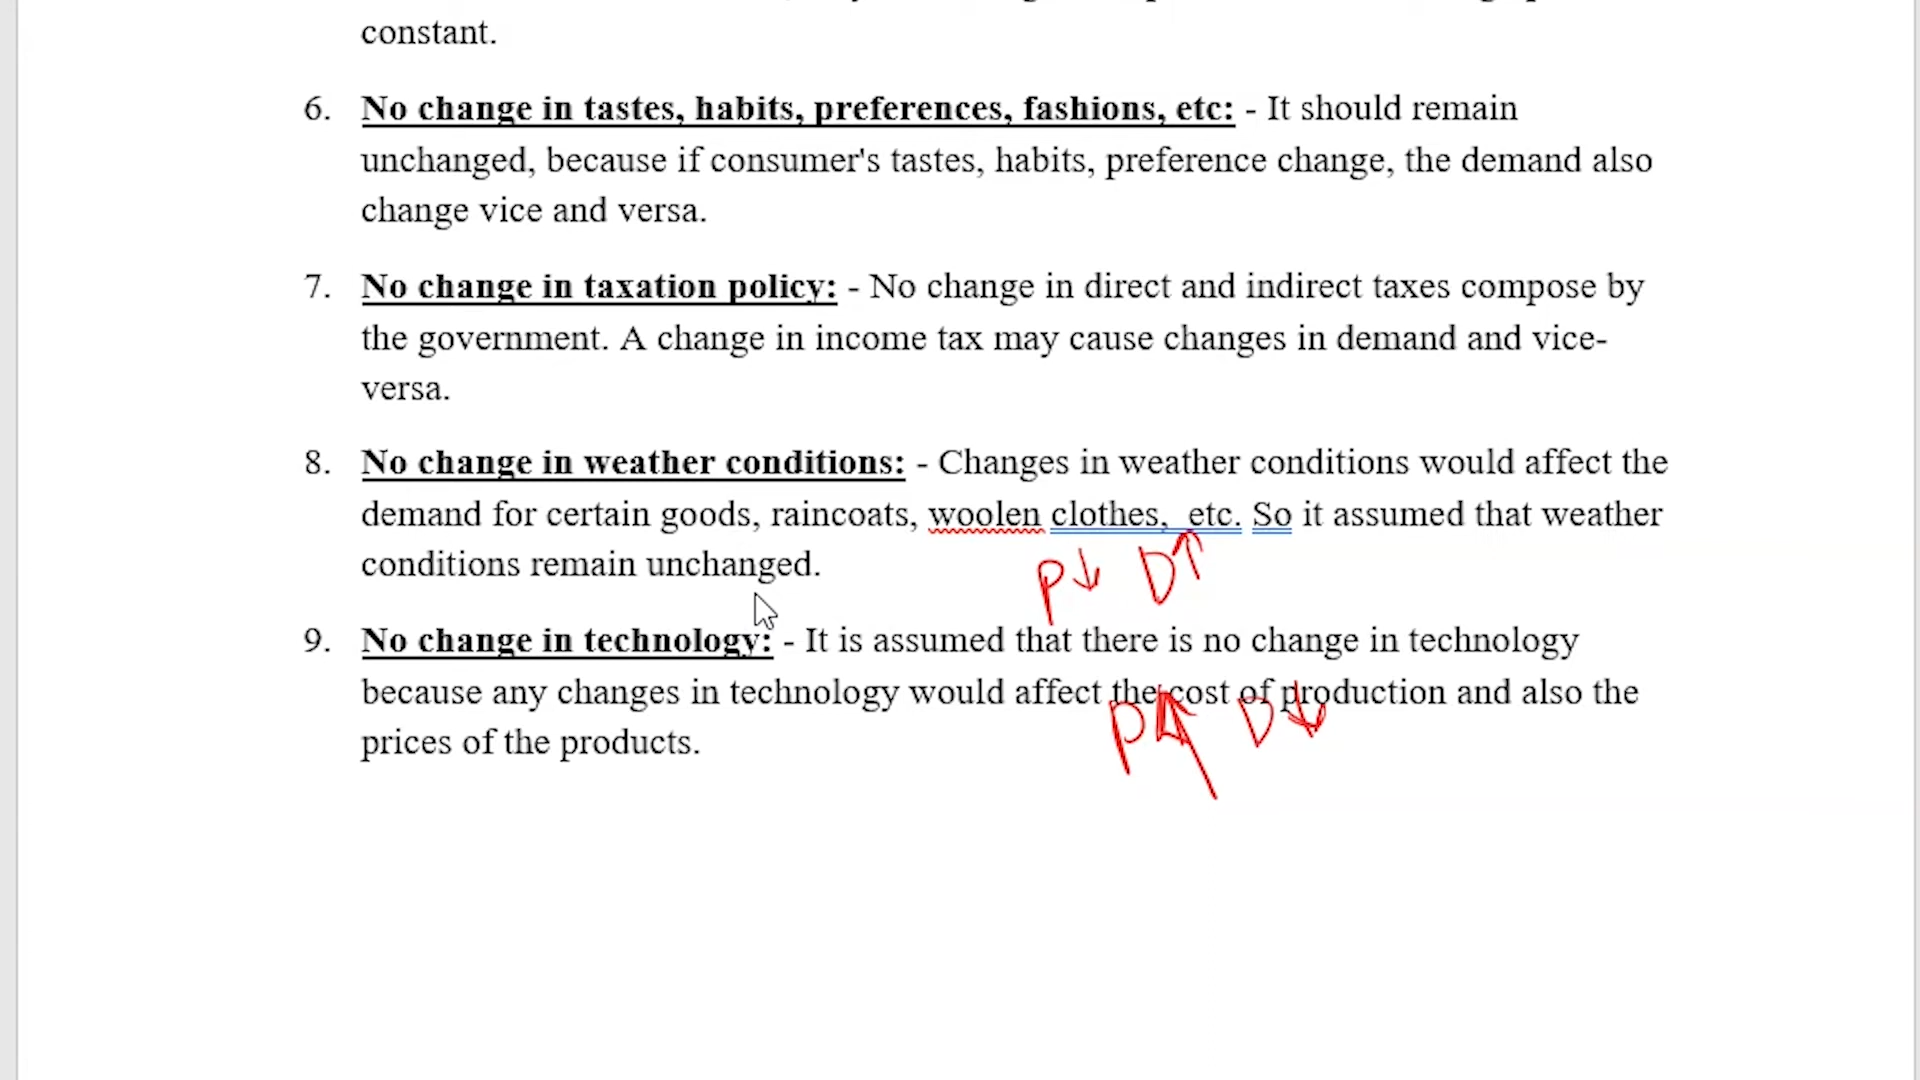 constant.
6. No change in tastes, habits, preferences, fashions, etc: - It should remain
unchanged, because if consumer's tastes, habits, preference change, the demand also
change vice and versa.
7. No change in taxation policy: - No change in direct and indirect taxes compose by
the government. A change in income tax may cause changes in demand and vice-
versa.
8. No change in weather conditions: - Changes in weather conditions would affect the
demand for certain goods, raincoats, woolen clothes, etc. So it assumed that weather
conditions remain unchanged.
P↓ D↑
9. No change in technology: - It is assumed that there is no change in technology
because any changes in technology would affect the cost of production and also the
P↑ D↓
prices of the products.